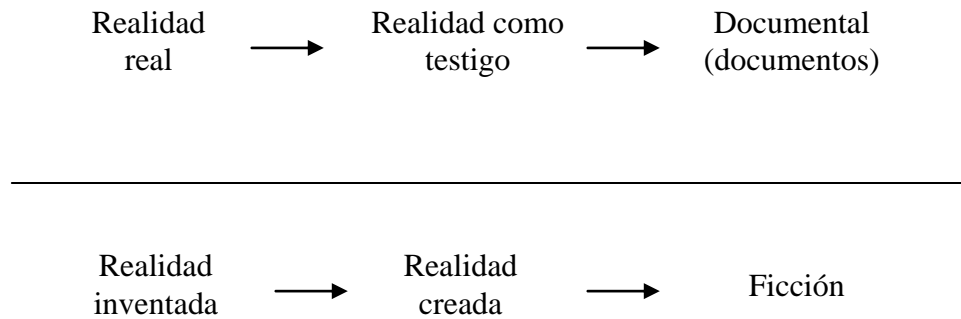 Realidad real
Realidad como testigo
Documental (documentos)
Realidad inventada
Realidad creada
Ficción